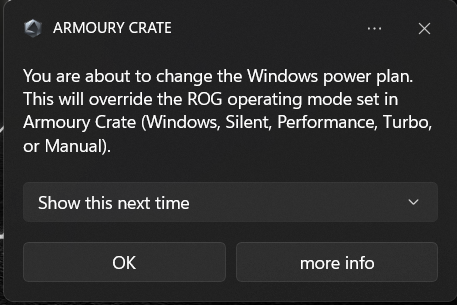 ARMOURY CRATE
You are about to change the Windows power plan.
This will override the ROG operating mode set in
Armoury Crate (Windows, Silent, Performance, Turbo,
or Manual).
Show this next time
OK
more info